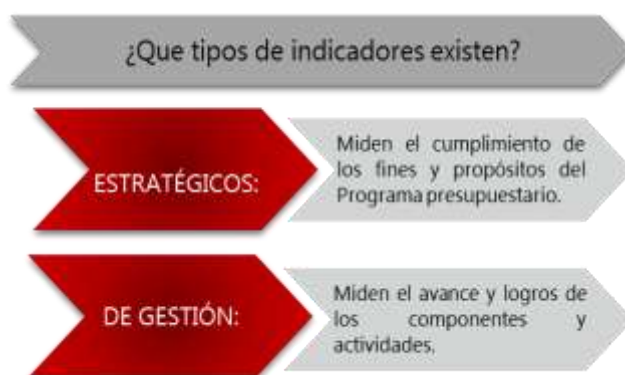 ¿Que tipos de indicadores existen?
ESTRATÉGICOS:
Miden el cumplimiento de
los fines y propósitos del
Programa presupuestario.
DE GESTIÓN:
Miden el avance y logros de
los componentes y
actividades.